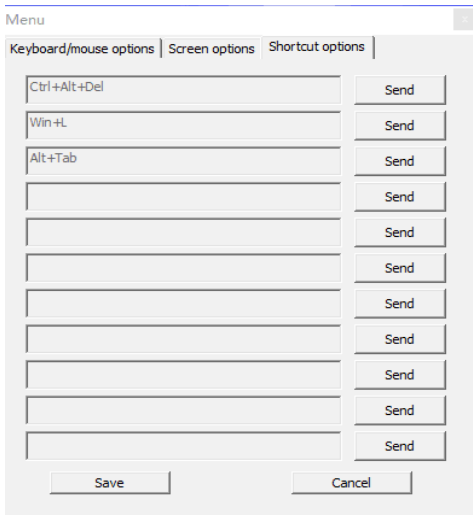 Menu
Keyboard/mouse options Screen options Shortcut options
Ctrl+Alt+Del Send
Win+L Send
Alt+Tab Send
Send
Send
Send
Send
Send
Send
Send
Send
Save Cancel